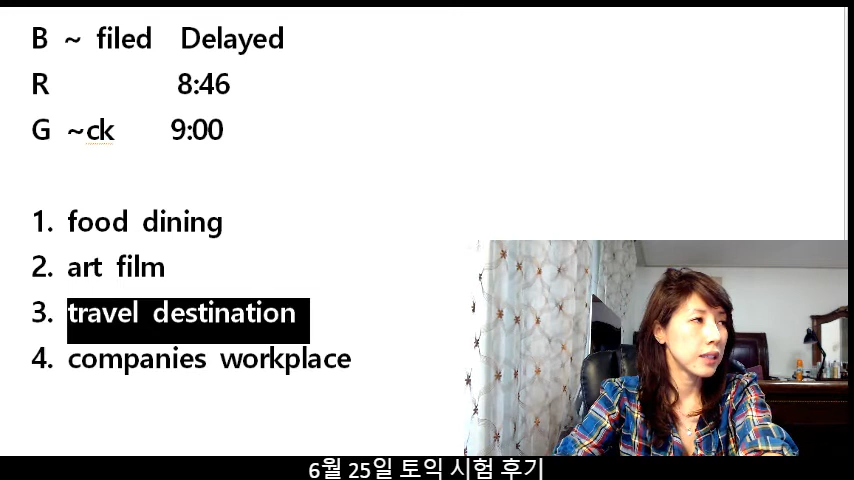 B ~ filed Delayed
R 8:46
G ~ck 9:00
1. food dining
2. art film
3. travel destination
4. companies workplace
6월 25일 토익 시험 후기